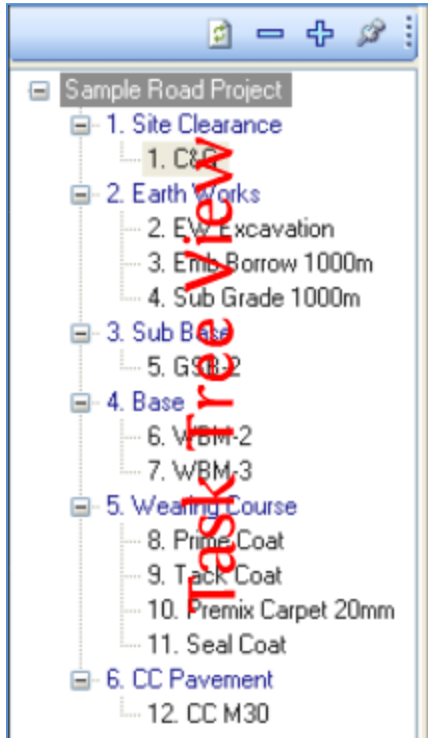 Sample Road Project
1. Site Clearance
1. C&G
2. Earth Works
2. EW Excavation
3. Emb Borrow 1000m
4. Sub Grade 1000m
3. Sub Base
5. GSB-2
4. Base
6. WBM-2
7. WBM-3
5. Wearing Course
8. Prime Coat
9. Tack Coat
10. Premix Carpet 20mm
11. Seal Coat
6. CC Pavement
12. CC M30
Task Tree View